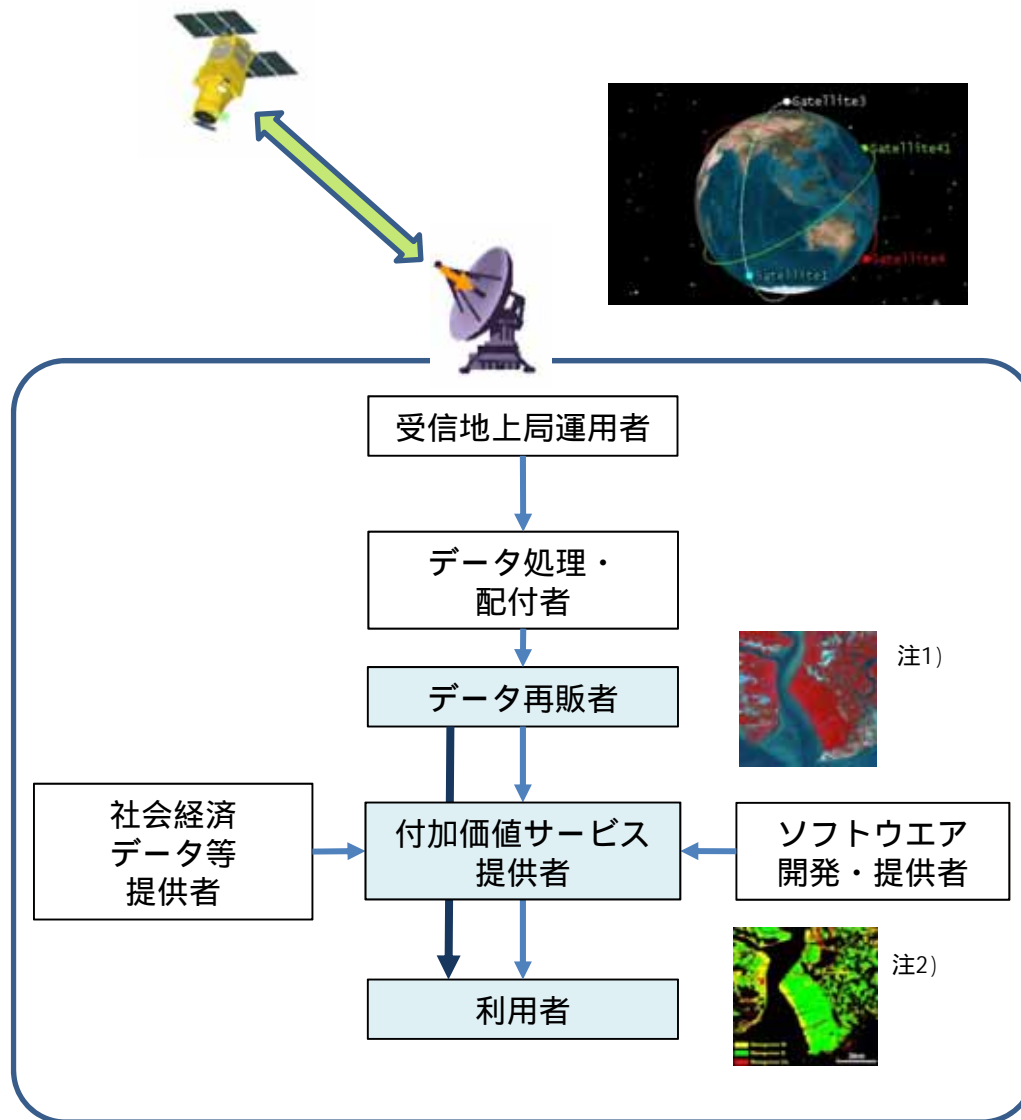 Satellite3
Satellite41
Satellite4
Satellite1
受信地上局運用者
データ処理・
配付者
データ再販者
注1)
社会経済
データ等
提供者
付加価値サービス
提供者
ソフトウエア
開発・提供者
注2)
利用者